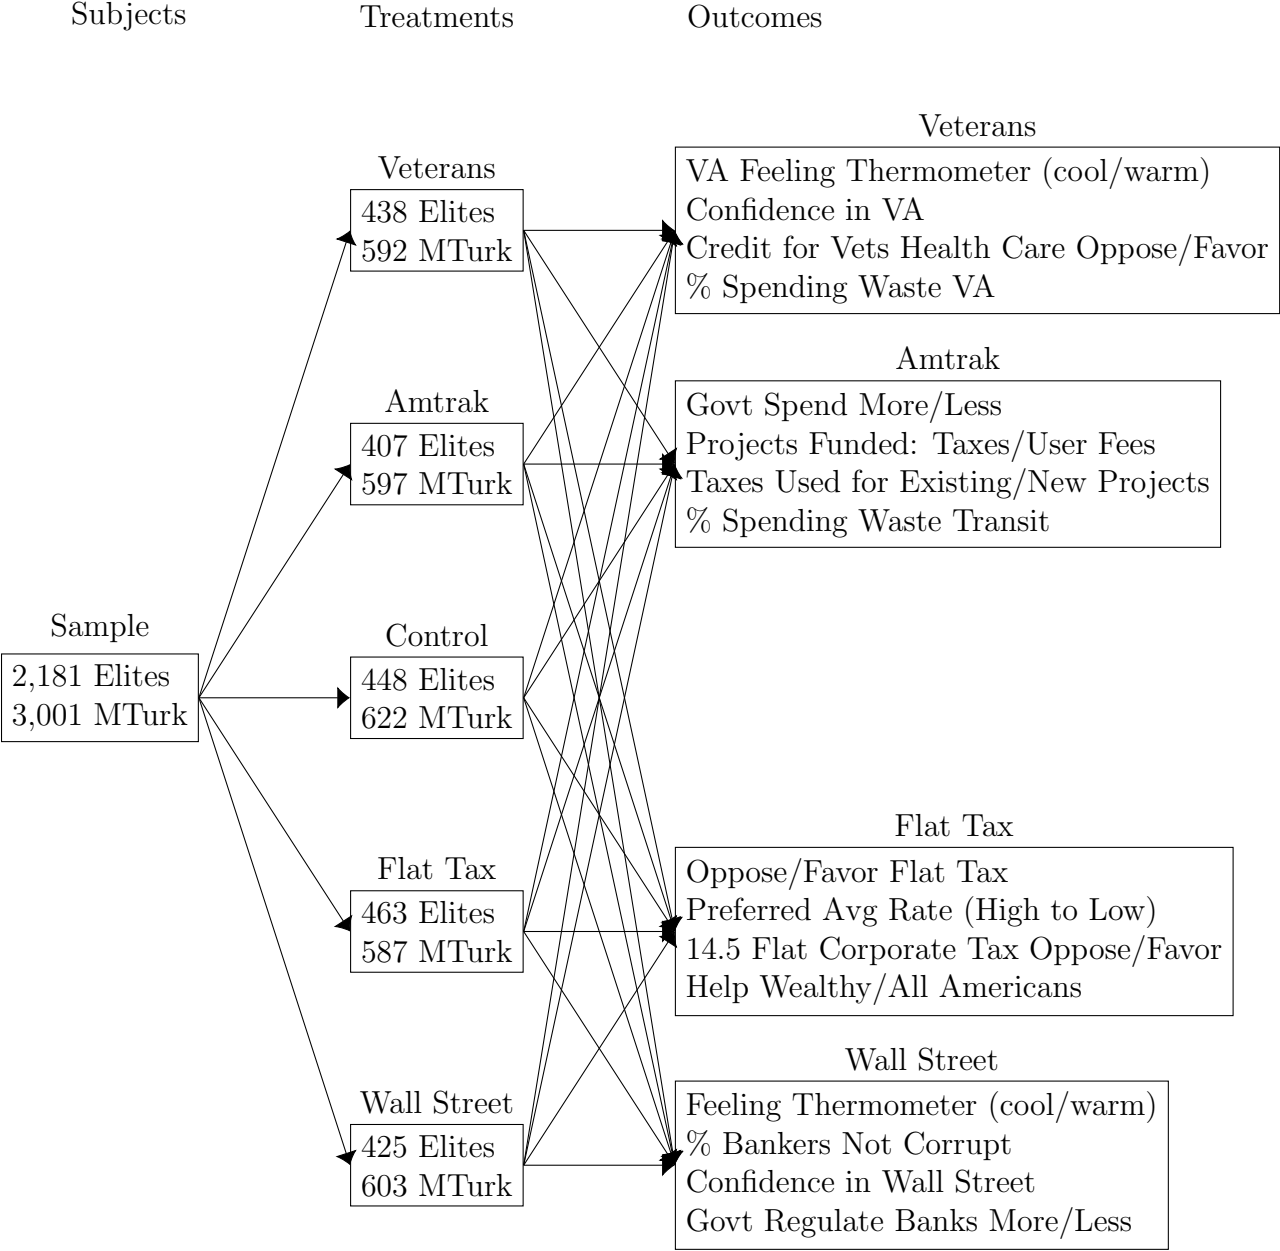 Subjects
Treatments
Outcomes
Sample
2,181 Elites
3,001 MTurk
Veterans
438 Elites
592 MTurk
Amtrak
407 Elites
597 MTurk
Control
448 Elites
622 MTurk
Flat Tax
463 Elites
587 MTurk
Wall Street
425 Elites
603 MTurk
Veterans
VA Feeling Thermometer (cool/warm)
Confidence in VA
Credit for Vets Health Care Oppose/Favor
% Spending Waste VA
Amtrak
Govt Spend More/Less
Projects Funded: Taxes/User Fees
Taxes Used for Existing/New Projects
% Spending Waste Transit
Flat Tax
Oppose/Favor Flat Tax
Preferred Avg Rate (High to Low)
14.5 Flat Corporate Tax Oppose/Favor
Help Wealthy/All Americans
Wall Street
Feeling Thermometer (cool/warm)
% Bankers Not Corrupt
Confidence in Wall Street
Govt Regulate Banks More/Less